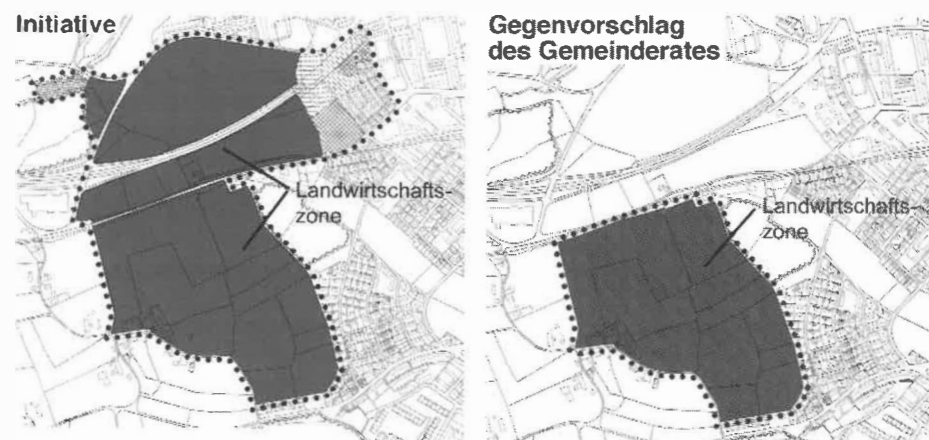 Initiative
Landwirtschafts-
zone
Gegenvorschlag
des Gemeinderates
Landwirtschafts-
zone